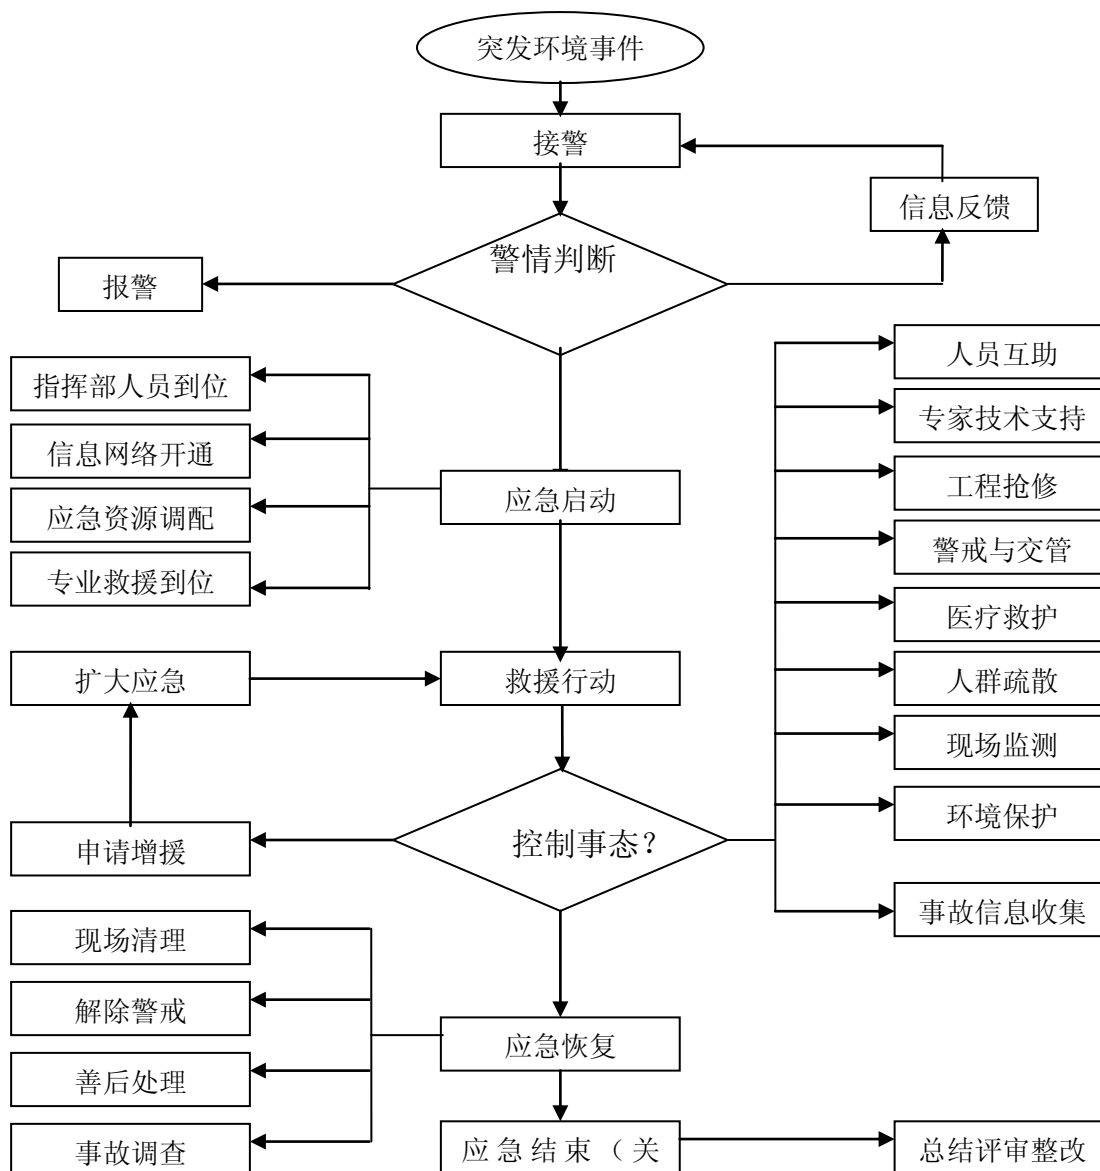 突发环境事件
接警
信息反馈
警情判断
报警
人员互助
指挥部人员到位
专家技术支持
信息网络开通
工程抢修
应急启动
应急资源调配
警戒与交管
专业救援到位
医疗救护
扩大应急
救援行动
人群疏散
现场监测
环境保护
申请增援
控制事态？
事故信息收集
现场清理
解除警戒
应急恢复
善后处理
事故调查
应急结束（关
总结评审整改